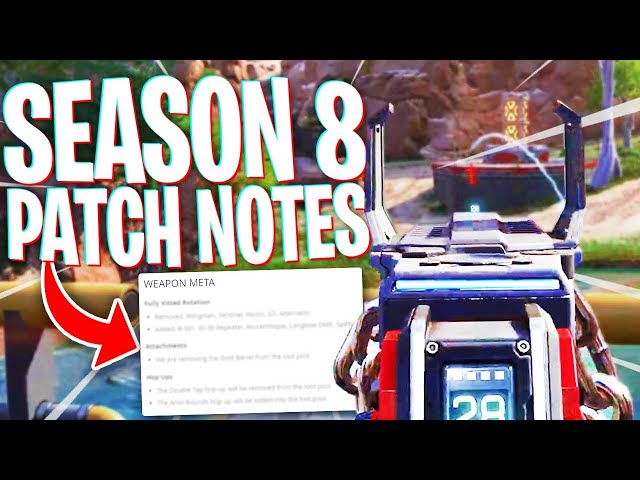 SEASON 8
PATCH NOTES
WEAPON META
Fully Kitted Rotation
Removed: Wingman, Sentinel, Havoc, G7, Alternator
Added: R-301, 30-30 Repeater, Mozambique, Longbow DMR,
Attachments
We are removing the Gold Barrel from the loot pool
Hop Ups
The Double Tap hop up will be removed from the loot pool
The Anvil Rounds hop up will be added into the loot pool
28